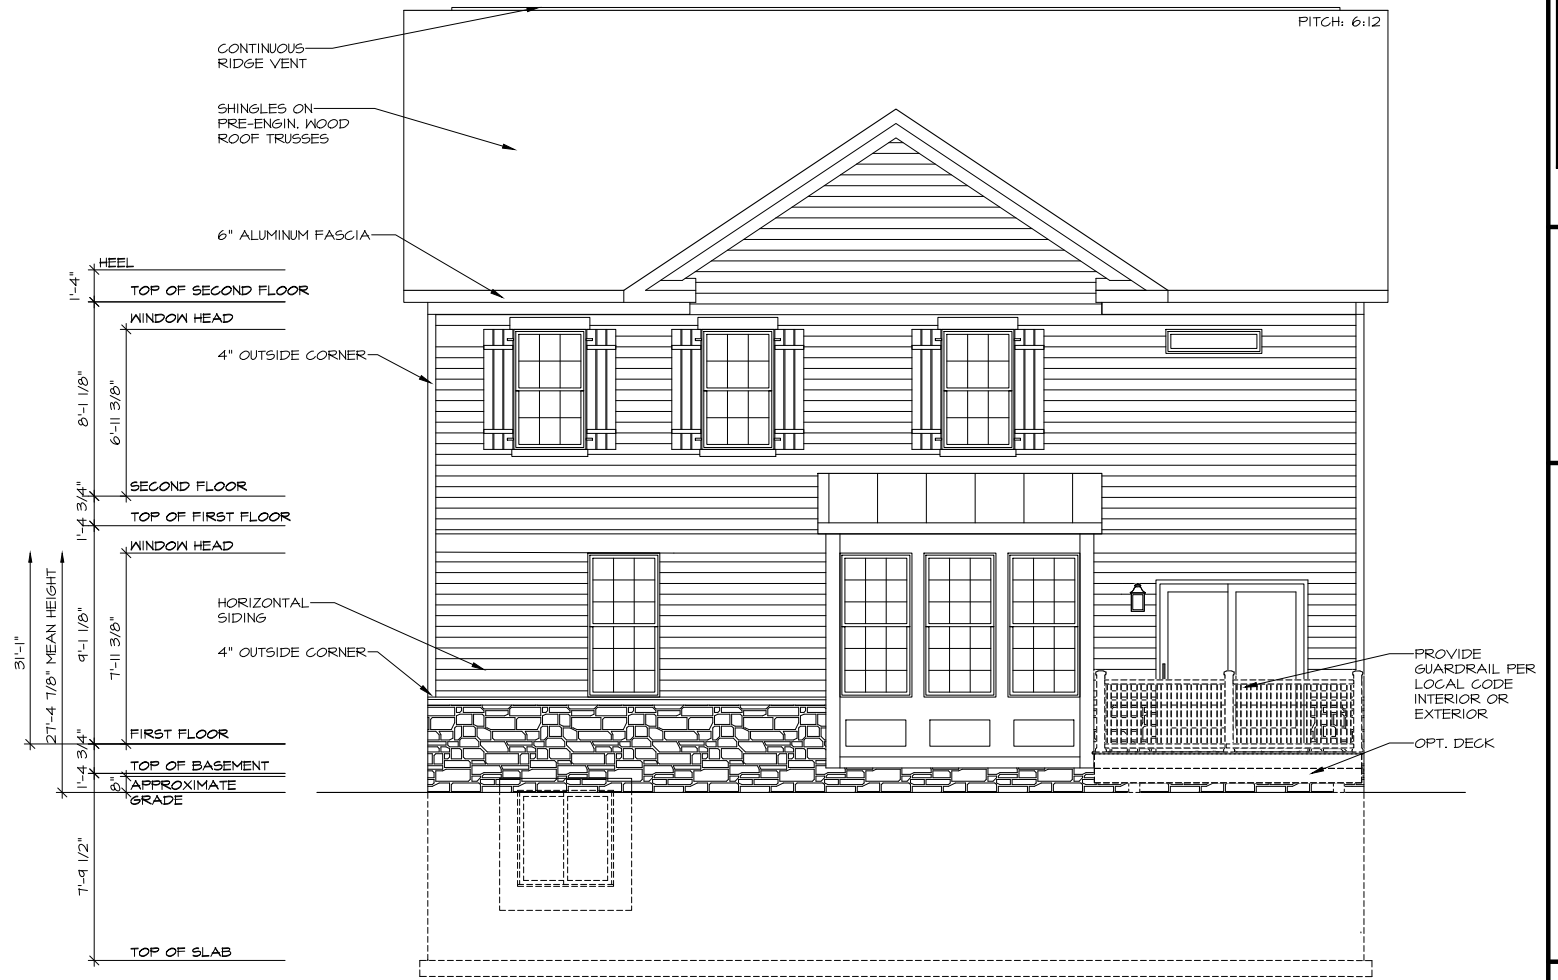 PITCH: 6:12
CONTINUOUS
RIDGE VENT
SHINGLES ON
PRE-ENGIN. WOOD
ROOF TRUSSES
6" ALUMINUM FASCIA
HEEL
1'-4"
TOP OF SECOND FLOOR
WINDOW HEAD
4" OUTSIDE CORNER
8'-1 1/8"
6'-11 3/8"
SECOND FLOOR
1'-4 3/4"
TOP OF FIRST FLOOR
WINDOW HEAD
HORIZONTAL
SIDING
31'-1"
27'-4 7/8" MEAN HEIGHT
9'-1 1/8"
7'-11 3/8"
4" OUTSIDE CORNER
PROVIDE
GUARDRAIL PER
LOCAL CODE
INTERIOR OR
EXTERIOR
FIRST FLOOR
OPT. DECK
1'-4 3/4"
TOP OF BASEMENT
8"
APPROXIMATE
GRADE
7'-9 1/2"
TOP OF SLAB